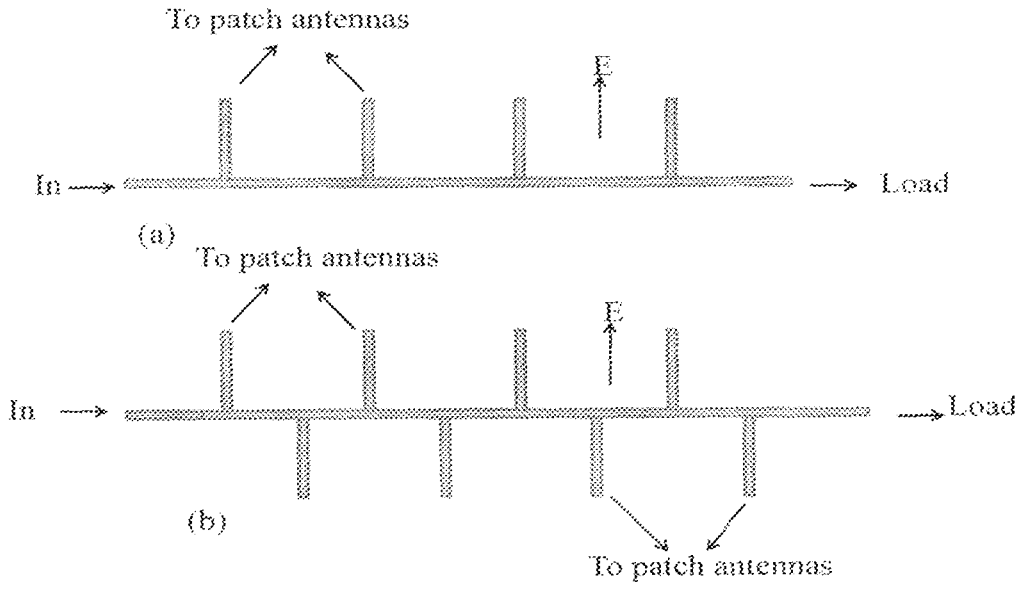 To patch antennas
E
In
Load
(a)
To patch antennas
E
In
Load
(b)
To patch antennas